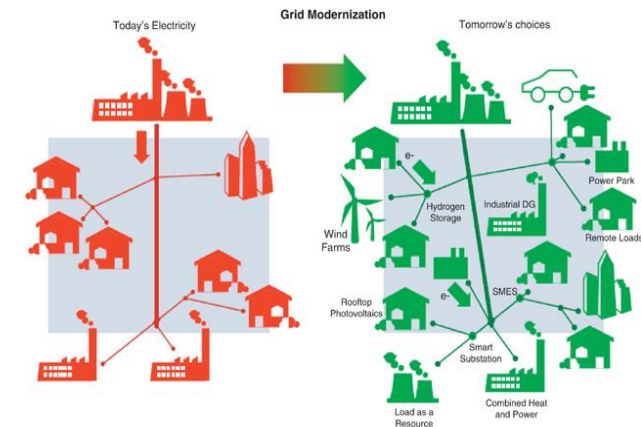 Grid Modernization
Today's Electricity
Tomorrow's choices
e-
Power Park
Hydrogen
Storage
Industrial DG
Wind
Farms
Remote Loads
Rooftop
Photovoltaics
e-
SMES
Smart
Substation
Load as a
Resource
Combined Heat
and Power